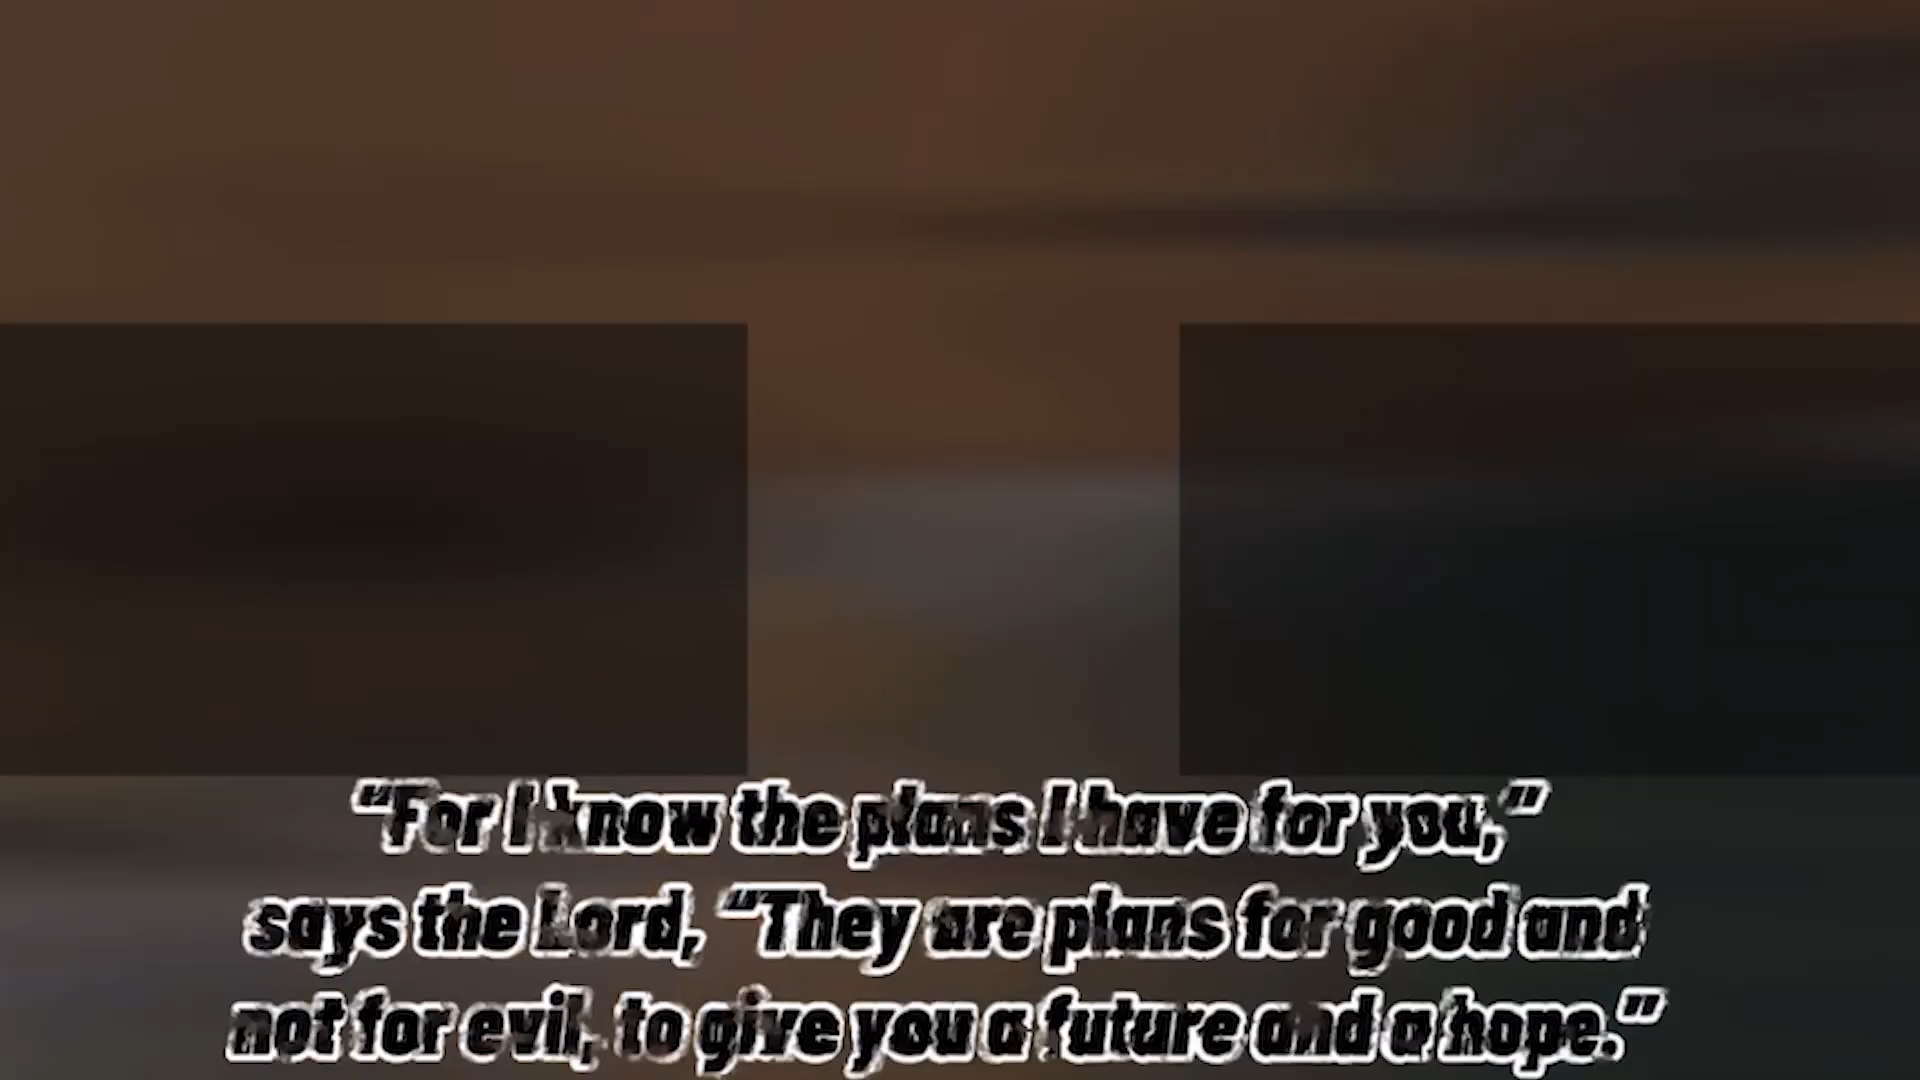 “For I know the plans I have for you,”
says the Lord, “They are plans for good and
not for evil, to give you a future and a hope.”